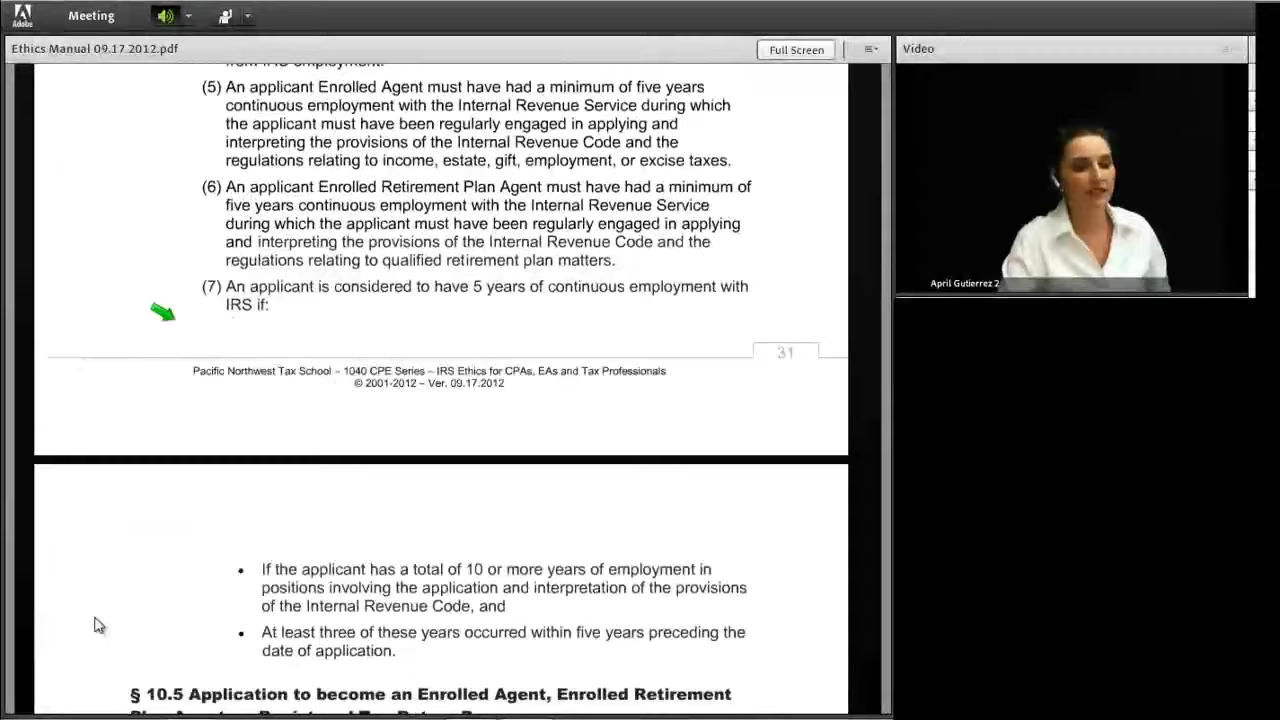 Adobe
Meeting
Ethics Manual 09.17.2012.pdf
Full Screen
Video
from IRS employment.
(5) An applicant Enrolled Agent must have had a minimum of five years
continuous employment with the Internal Revenue Service during which
the applicant must have been regularly engaged in applying and
interpreting the provisions of the Internal Revenue Code and the
regulations relating to income, estate, gift, employment, or excise taxes.
(6) An applicant Enrolled Retirement Plan Agent must have had a minimum of
five years continuous employment with the Internal Revenue Service
during which the applicant must have been regularly engaged in applying
and interpreting the provisions of the Internal Revenue Code and the
regulations relating to qualified retirement plan matters.
(7) An applicant is considered to have 5 years of continuous employment with
IRS if:
31
Pacific Northwest Tax School – 1040 CPE Series – IRS Ethics for CPAs, EAs and Tax Professionals
© 2001-2012 – Ver. 09.17.2012
• If the applicant has a total of 10 or more years of employment in
positions involving the application and interpretation of the provisions
of the Internal Revenue Code, and
• At least three of these years occurred within five years preceding the
date of application.
§ 10.5 Application to become an Enrolled Agent, Enrolled Retirement
April Gutierrez 2